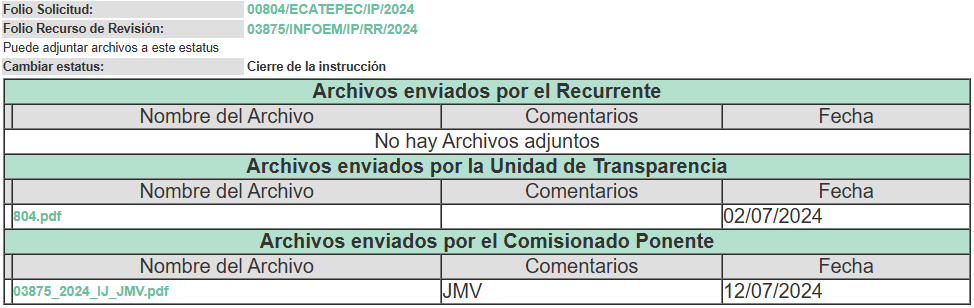 Folio Solicitud: 00804/ECATEPEC/IP/2024
Folio Recurso de Revisión: 03875/INFOEM/IP/RR/2024
Puede adjuntar archivos a este estatus
Cambiar estatus: Cierre de la instrucción
Archivos enviados por el Recurrente
Nombre del Archivo Comentarios Fecha
No hay Archivos adjuntos
Archivos enviados por la Unidad de Transparencia
Nombre del Archivo Comentarios Fecha
804.pdf 02/07/2024
Archivos enviados por el Comisionado Ponente
Nombre del Archivo Comentarios Fecha
03875_2024_IJ_JMV.pdf JMV 12/07/2024